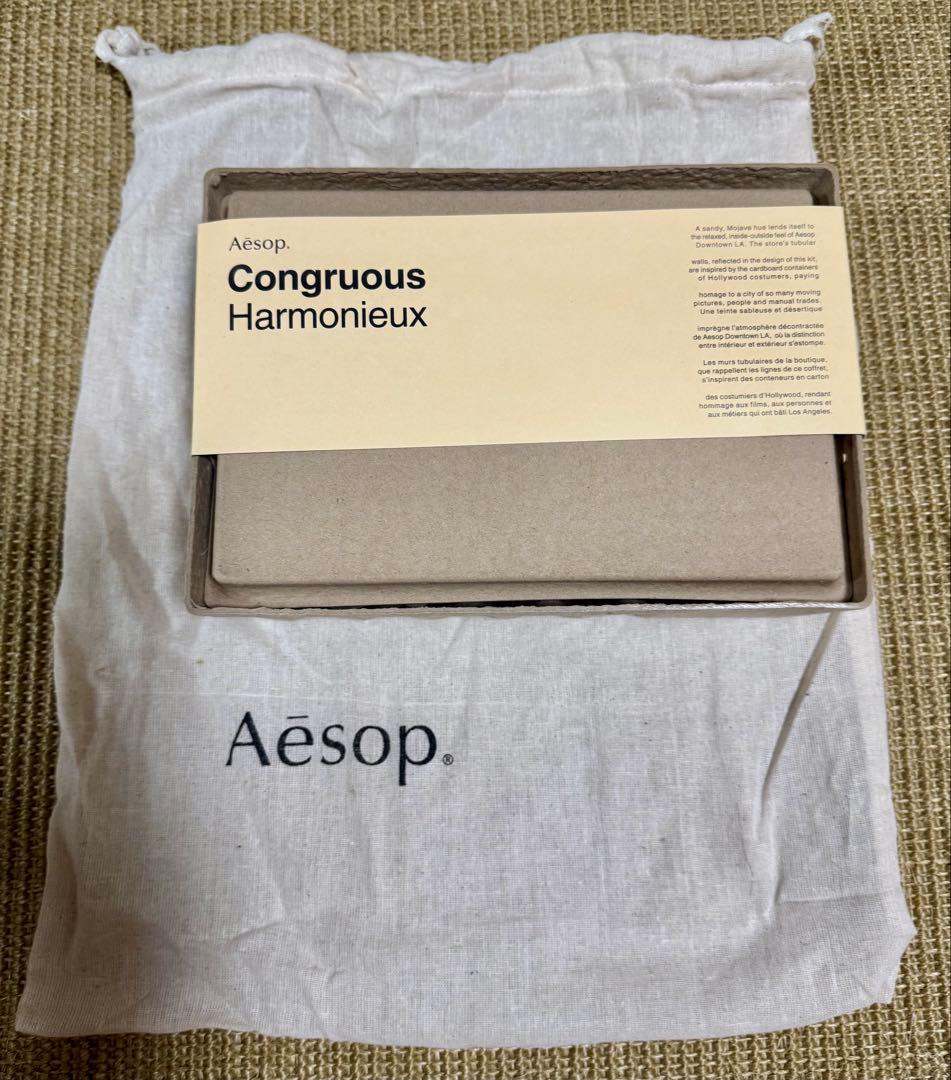 Aēsop.
Congruous
Harmonieux
A sandy, Mojave hue lends itself to
the relaxed, inside-outside feel of Aesop
Downtown LA. The store's tubular
walls, reflected in the design of this kit,
are inspired by the cardboard containers
of Hollywood costumers, paying
homage to a city of so many moving
pictures, people and manual trades.
Une teinte sableuse et désertique
imprègne l'atmosphère décontractée
de Aesop Downtown LA, où la distinction
entre intérieur et extérieur s'estompe.
Les murs tubulaires de la boutique,
que rappellent les lignes de ce coffret,
s'inspirent des conteneurs en carton
des costumiers d'Hollywood, rendant
hommage aux films, aux personnes et
aux métiers qui ont bâti Los Angeles.
Aēsop.®